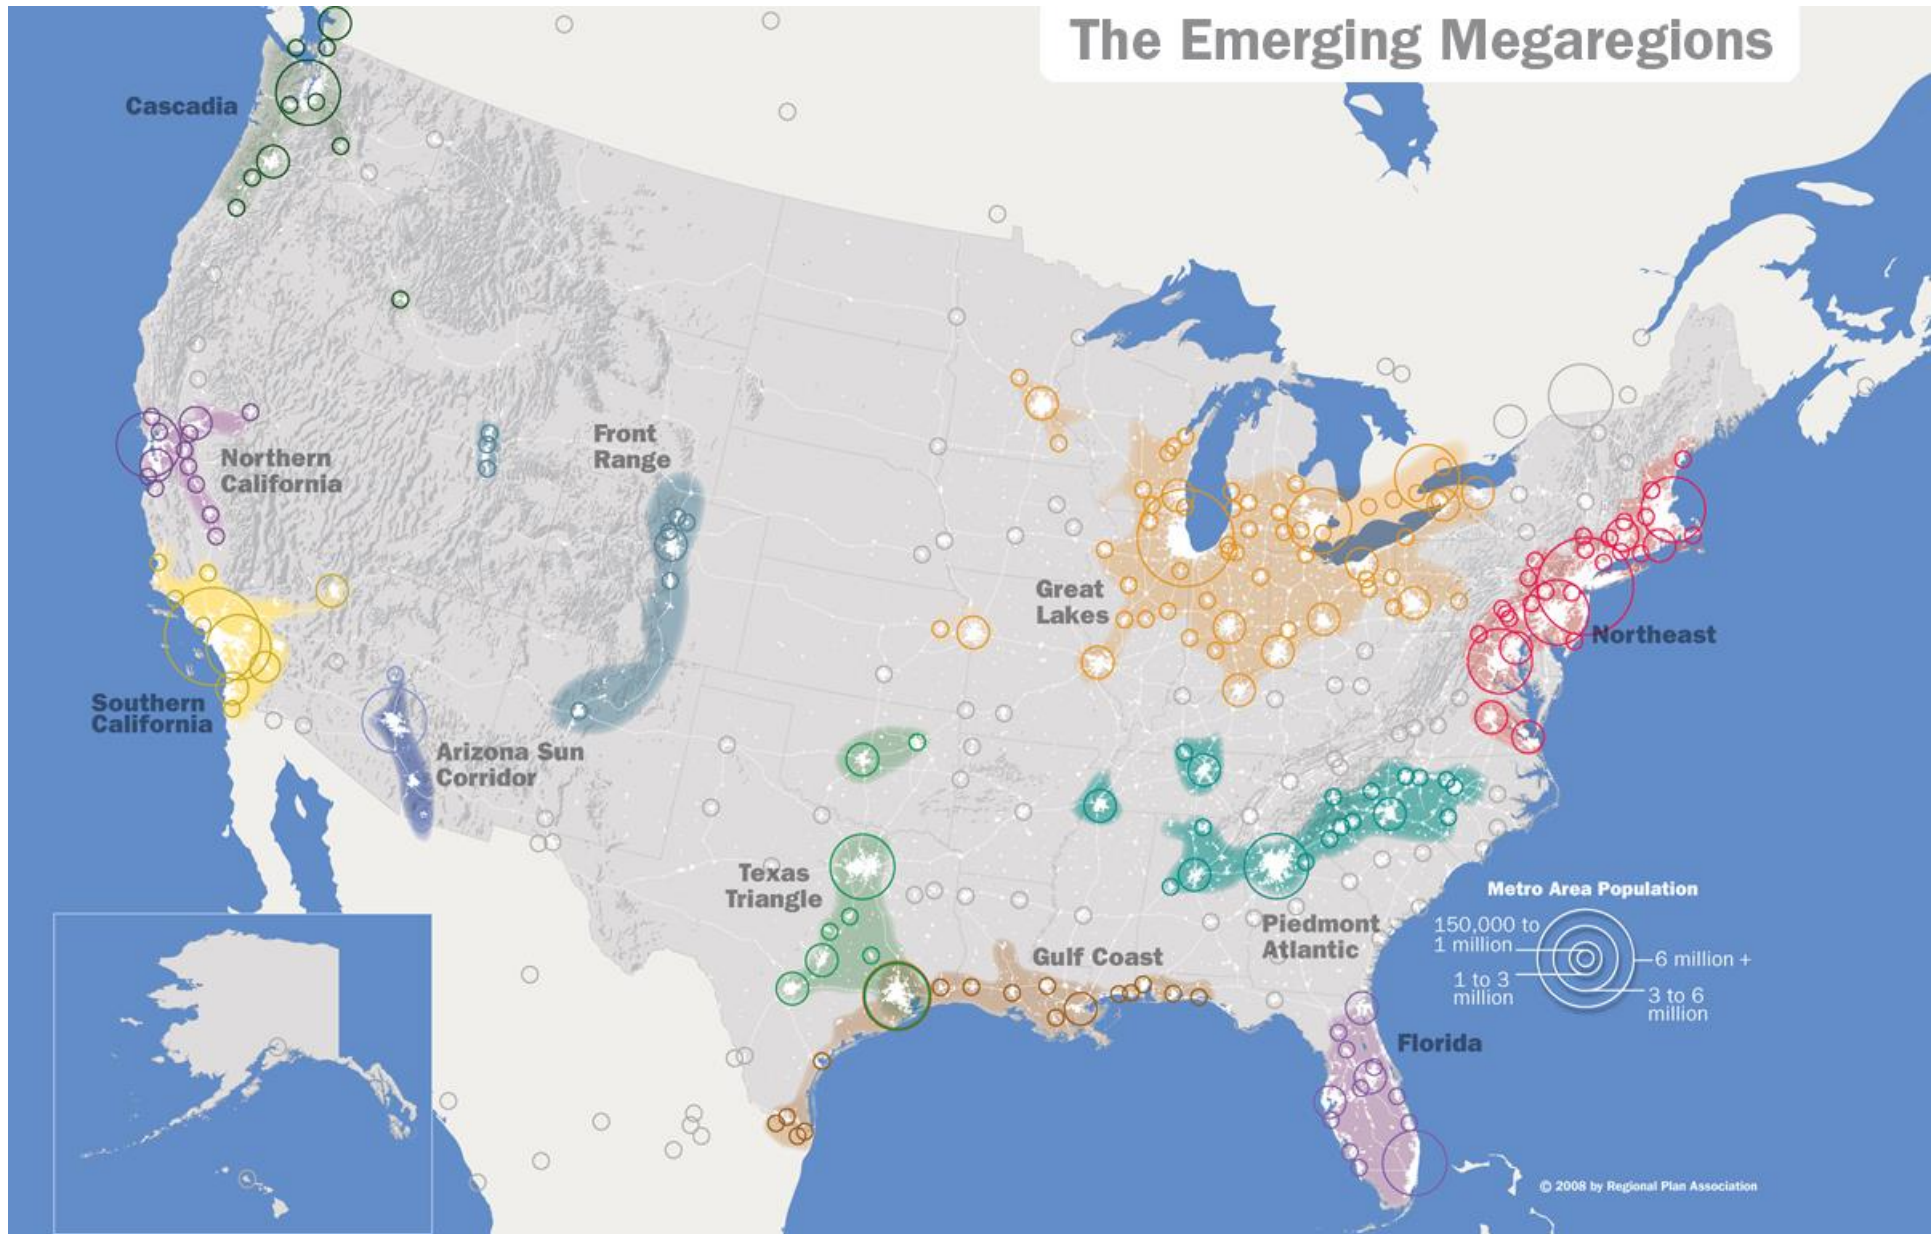 The Emerging Megaregions
Cascadia
Front
Range
Northern
California
Great
Lakes
Northeast
Southern
California
Arizona Sun
Corridor
Texas
Triangle
Piedmont
Atlantic
Gulf Coast
Metro Area Population
150,000 to
1 million
6 million +
1 to 3
million
3 to 6
million
Florida
© 2008 by Regional Plan Association